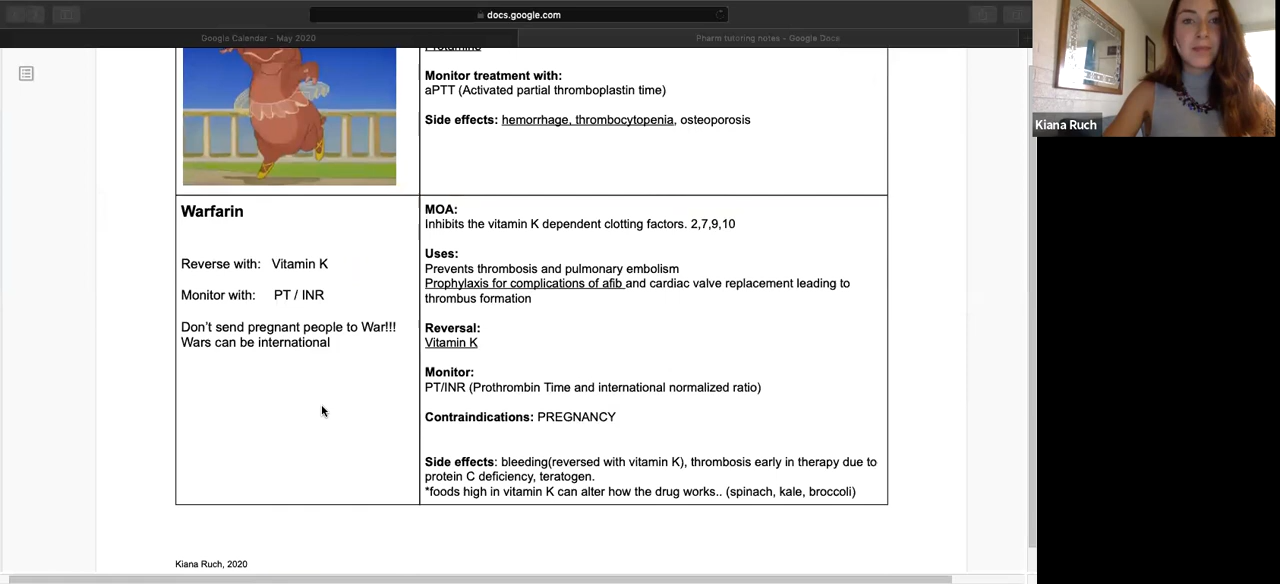 docs.google.com
Google Calendar - May 2020
Pharm tutoring notes - Google Docs
Kiana Ruch
Protamine
Monitor treatment with:
aPTT (Activated partial thromboplastin time)
Side effects: hemorrhage, thrombocytopenia, osteoporosis
Warfarin
Reverse with: Vitamin K
Monitor with: PT / INR
Don't send pregnant people to War!!!
Wars can be international
MOA:
Inhibits the vitamin K dependent clotting factors. 2,7,9,10
Uses:
Prevents thrombosis and pulmonary embolism
Prophylaxis for complications of afib and cardiac valve replacement leading to
thrombus formation
Reversal:
Vitamin K
Monitor:
PT/INR (Prothrombin Time and international normalized ratio)
Contraindications: PREGNANCY
Side effects: bleeding(reversed with vitamin K), thrombosis early in therapy due to
protein C deficiency, teratogen.
*foods high in vitamin K can alter how the drug works.. (spinach, kale, broccoli)
Kiana Ruch, 2020